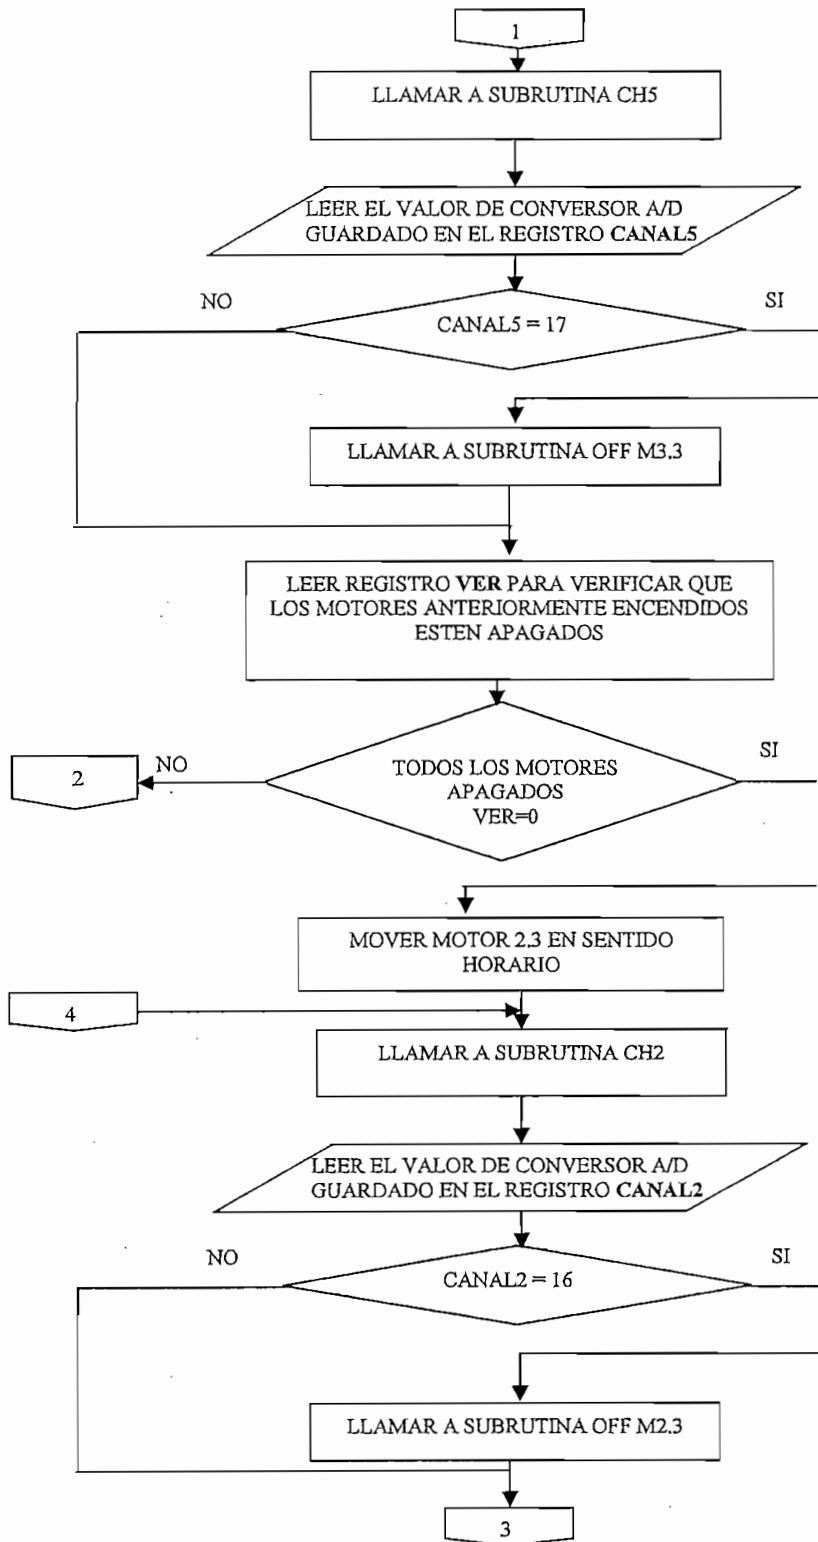 1
LLAMAR A SUBRUTINA CH5
LEER EL VALOR DE CONVERSOR A/D
GUARDADO EN EL REGISTRO CANAL5
NO
SI
CANAL5 = 17
LLAMAR A SUBRUTINA OFF M3.3
LEER REGISTRO VER PARA VERIFICAR QUE
LOS MOTORES ANTERIORMENTE ENCENDIDOS
ESTEN APAGADOS
2
NO
SI
TODOS LOS MOTORES
APAGADOS
VER=0
MOVER MOTOR 2.3 EN SENTIDO
HORARIO
4
LLAMAR A SUBRUTINA CH2
LEER EL VALOR DE CONVERSOR A/D
GUARDADO EN EL REGISTRO CANAL2
NO
SI
CANAL2 = 16
LLAMAR A SUBRUTINA OFF M2.3
3